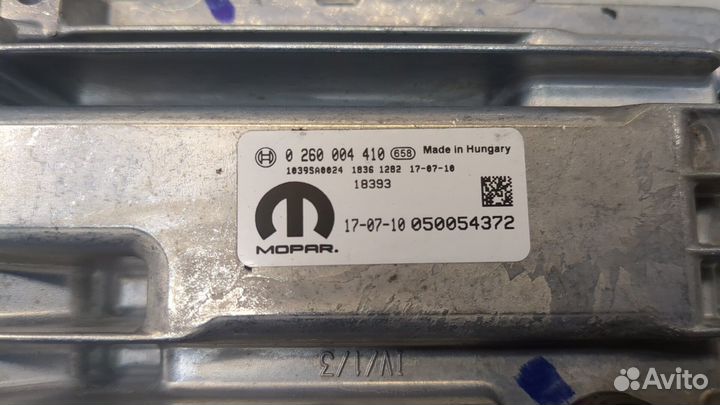 0 260 004 410 658 Made in Hungary
1039SA0024 1836 1282 17-07-10
18393
17-07-10 050054372
MOPAR.
IV/1/3
Avito